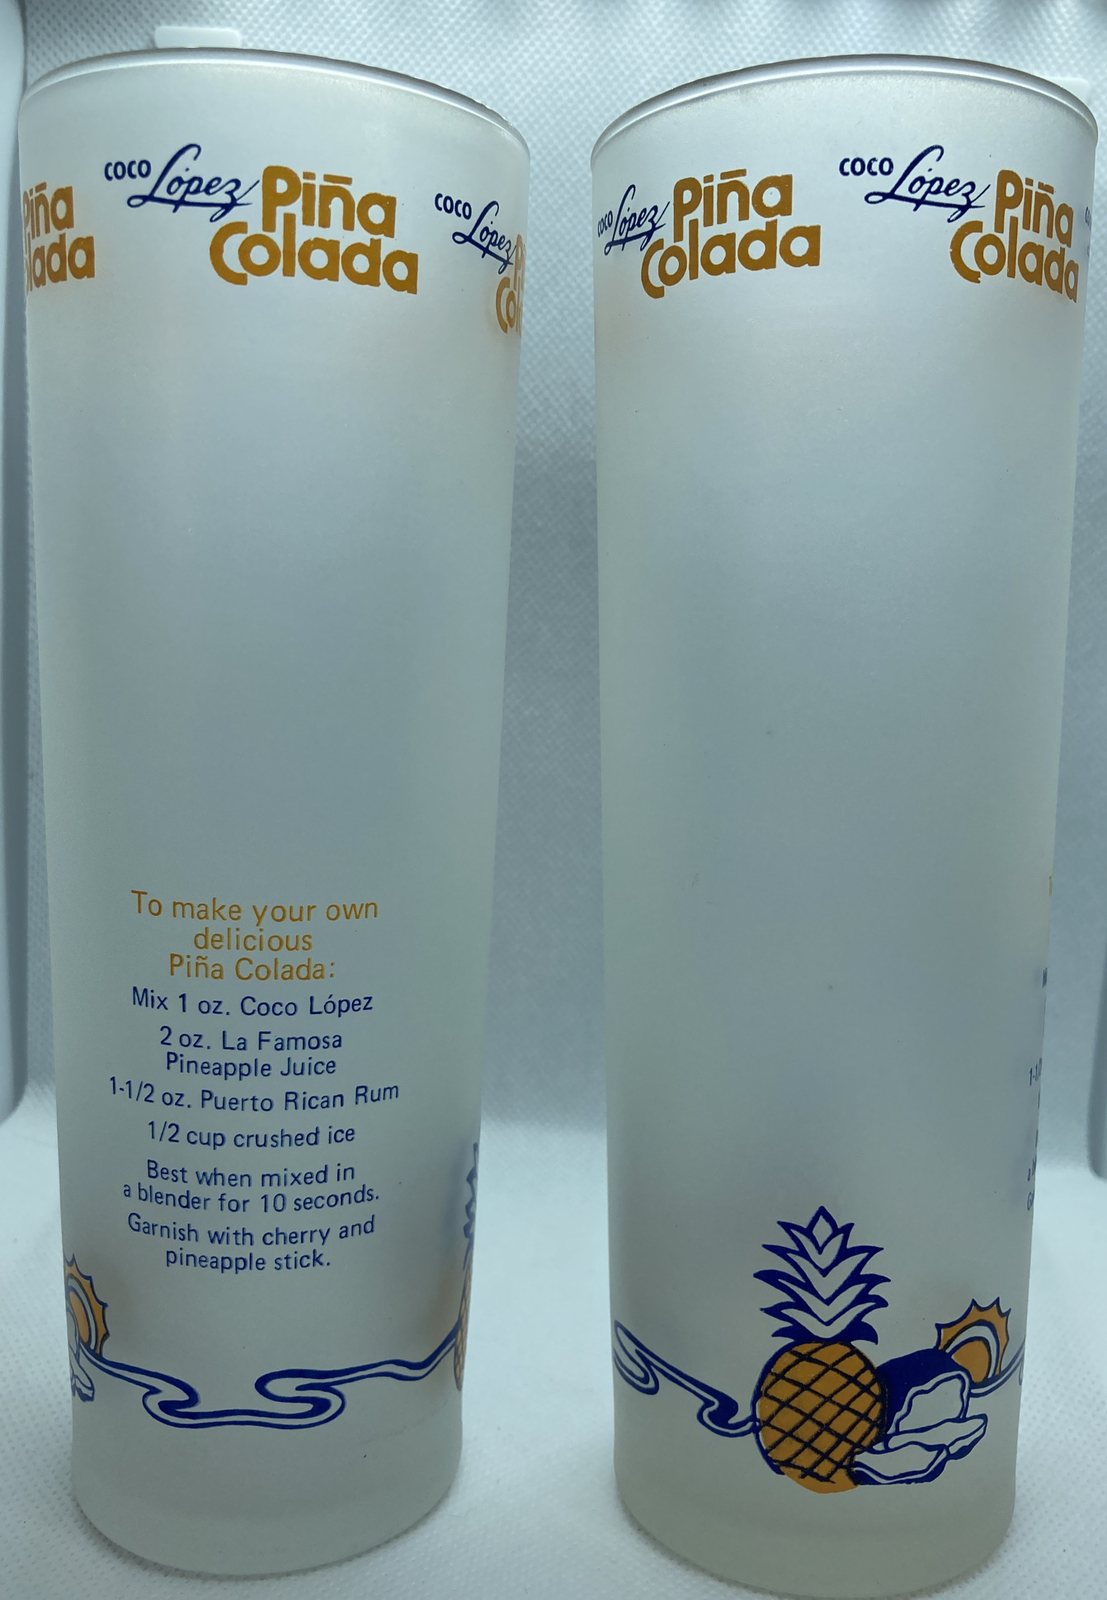 coco López Piña Colada
coco López
Piña Colada
To make your own
delicious
Piña Colada:
Mix 1 oz. Coco López
2 oz. La Famosa
Pineapple Juice
1-1/2 oz. Puerto Rican Rum
1/2 cup crushed ice
Best when mixed in
a blender for 10 seconds.
Garnish with cherry and
pineapple stick.
coco López Piña
Colada
coco López Piña
Colada